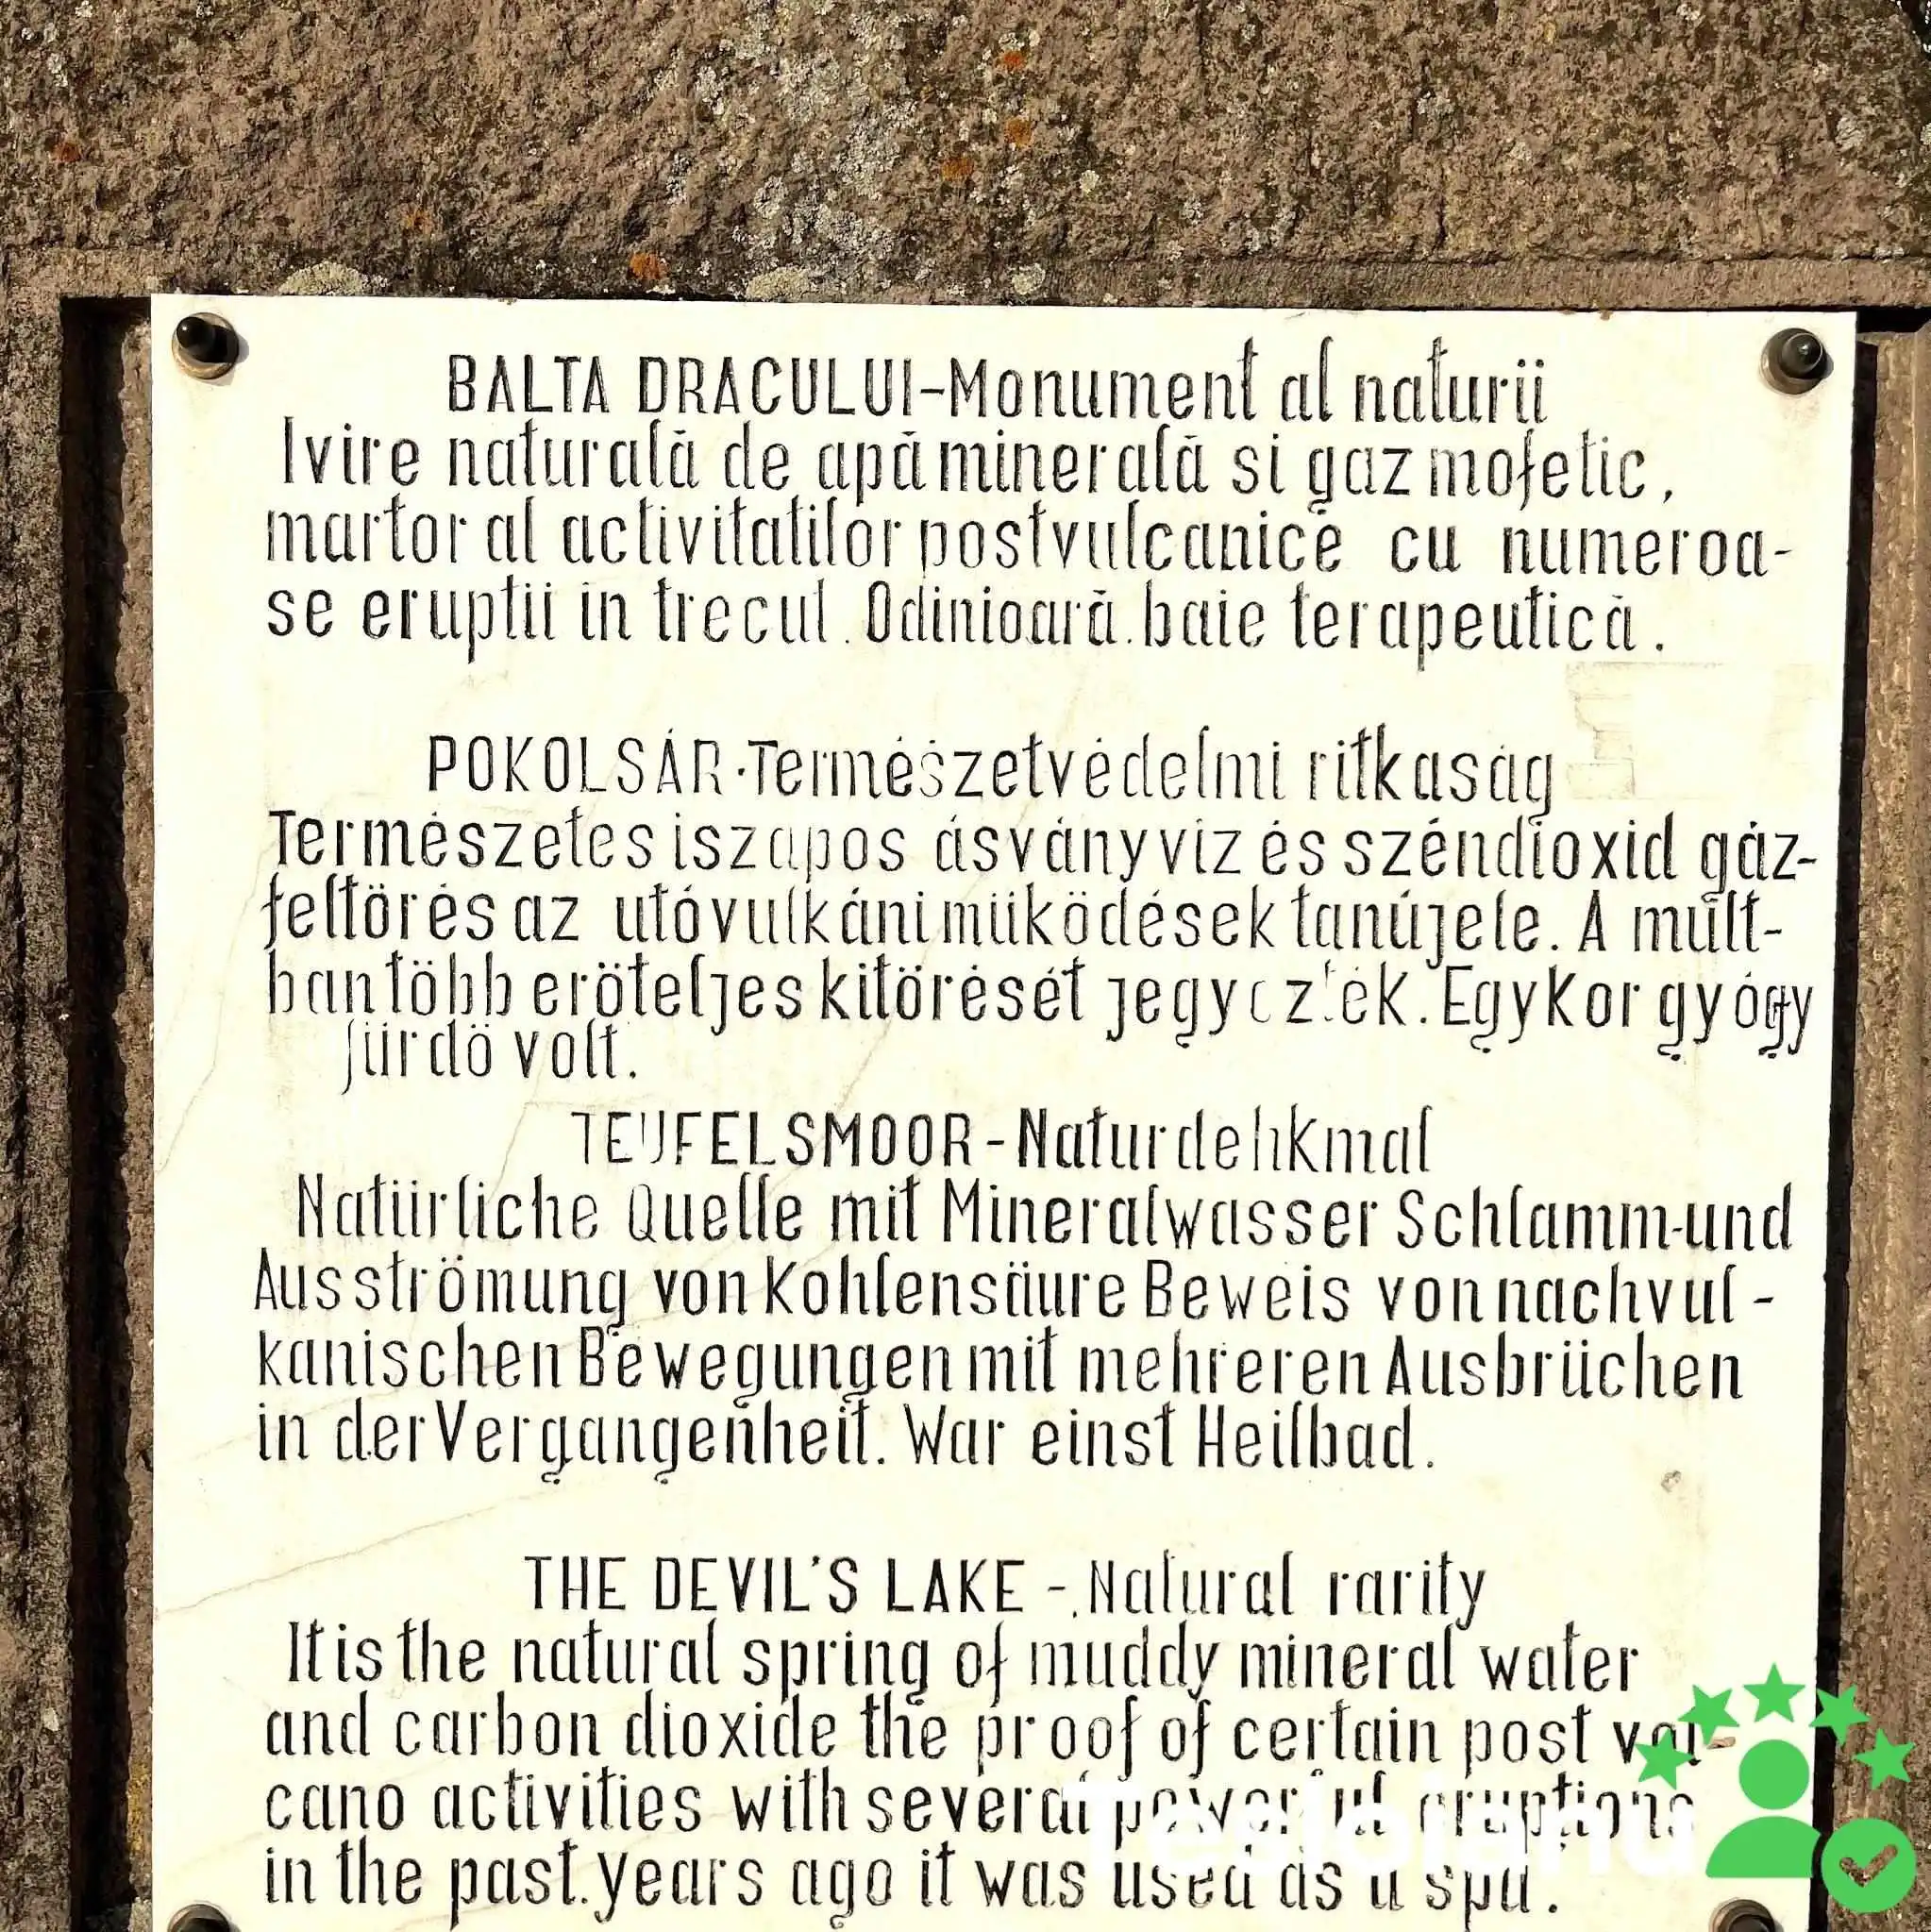 BALTA DRACULUI-Monument al naturii
Ivire naturală de apă minerală si gaz mofetic,
martor al activitatilor postvulcanice cu numeroa-
se eruptii in trecut. Odinioară baie terapeutică.
POKOLSÁR-Természetvédelmi ritkaság
Természetes iszapos ásványvíz és széndioxid gáz-
feltörés az utóvulkáni müködések tanújele. A múlt-
ban több eröteljes kitörését jegyezték. Egykor gyógy
fürdö volt.
TEUFELSMOOR-Naturdenkmal
Natürliche Quelle mit Mineralwasser Schlamm-und
Ausströmung von Kohlensäure Beweis von nachvul-
kanischen Bewegungen mit mehreren Ausbrüchen
in der Vergangenheit. War einst Heilbad.
THE DEVIL'S LAKE - Natural rarity
It is the natural spring of muddy mineral water
and carbon dioxide the proof of certain post vol-
cano activities with several powerful eruptions
in the past. years ago it was used as a spa.